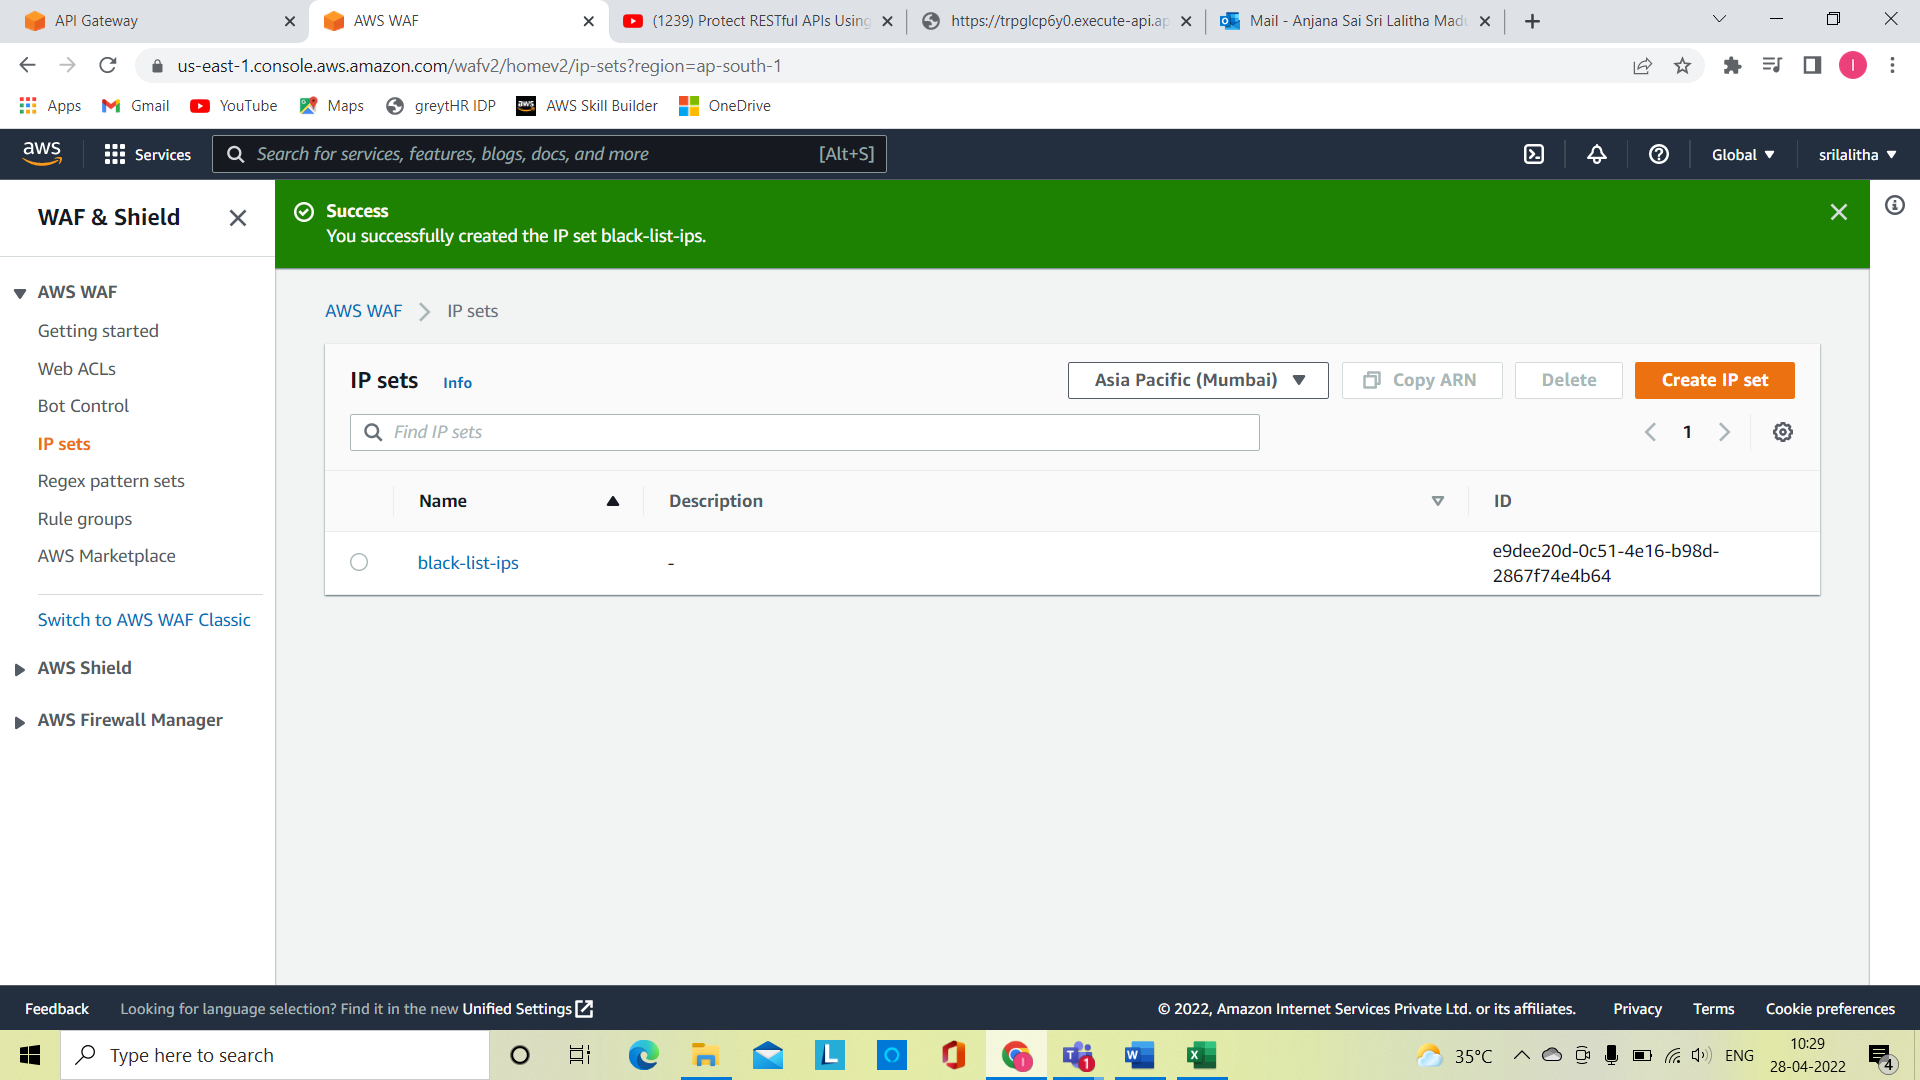 API Gateway
AWS WAF
(1239) Protect RESTful APIs Using
https://trpglcp6y0.execute-api.ap
Mail - Anjana Sai Sri Lalitha Madu
us-east-1.console.aws.amazon.com/wafv2/homev2/ip-sets?region=ap-south-1
I
Apps
Gmail
YouTube
Maps
greytHR IDP
aws
AWS Skill Builder
OneDrive
aws
Services
Search for services, features, blogs, docs, and more
[Alt+S]
Global
srilalitha
WAF & Shield
Success
You successfully created the IP set black-list-ips.
AWS WAF
Getting started
Web ACLs
Bot Control
IP sets
Regex pattern sets
Rule groups
AWS Marketplace
Switch to AWS WAF Classic
AWS Shield
AWS Firewall Manager
AWS WAF
IP sets
IP sets
Info
Asia Pacific (Mumbai)
Copy ARN
Delete
Create IP set
Find IP sets
1
Name
Description
ID
black-list-ips
-
e9dee20d-0c51-4e16-b98d-
2867f74e4b64
Feedback
Looking for language selection? Find it in the new Unified Settings
© 2022, Amazon Internet Services Private Ltd. or its affiliates.
Privacy
Terms
Cookie preferences
Type here to search
L
I
1
W
X
35°C
ENG
10:29
28-04-2022
4